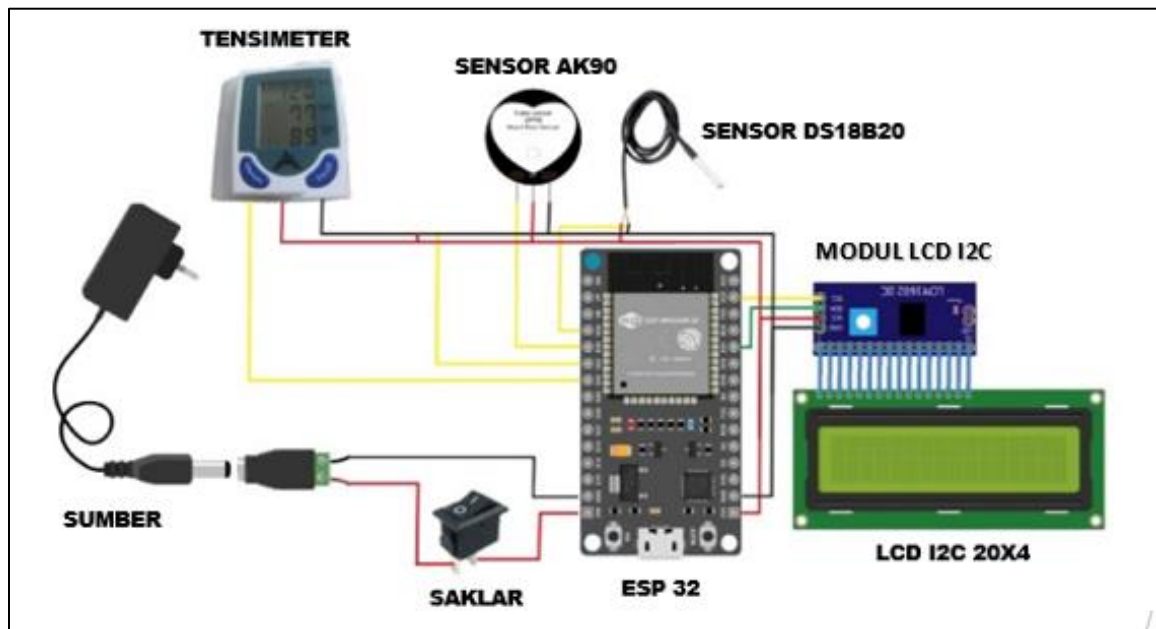 TENSIMETER
SENSOR AK90
SENSOR DS18B20
MODUL LCD I2C
SUMBER
SAKLAR
ESP 32
LCD I2C 20X4